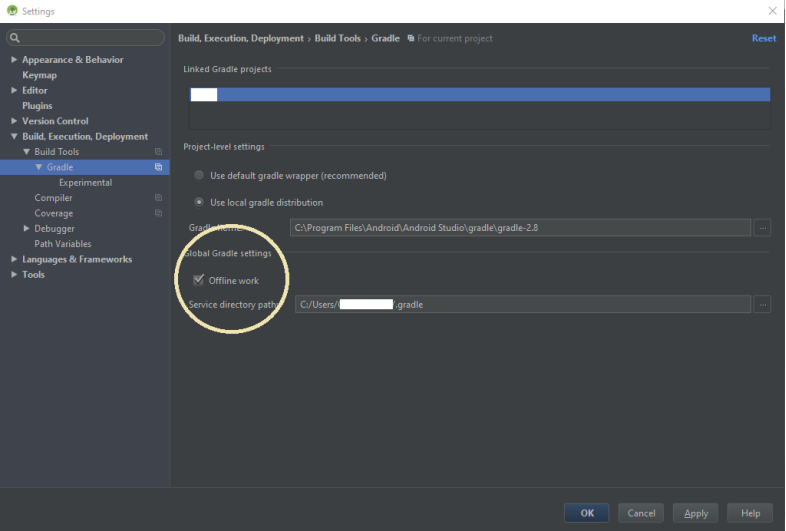 Settings
Build, Execution, Deployment › Build Tools › Gradle For current project
Reset
Appearance & Behavior
Keymap
Editor
Plugins
Version Control
Build, Execution, Deployment
Build Tools
Gradle
Experimental
Compiler
Coverage
Debugger
Path Variables
Languages & Frameworks
Tools
Linked Gradle projects
Project-level settings
Use default gradle wrapper (recommended)
Use local gradle distribution
Gradle home: C:\Program Files\Android\Android Studio\gradle\gradle-2.8 ...
Global Gradle settings
Offline work
Service directory path: C:/Users/ /.gradle ...
OK Cancel Apply Help